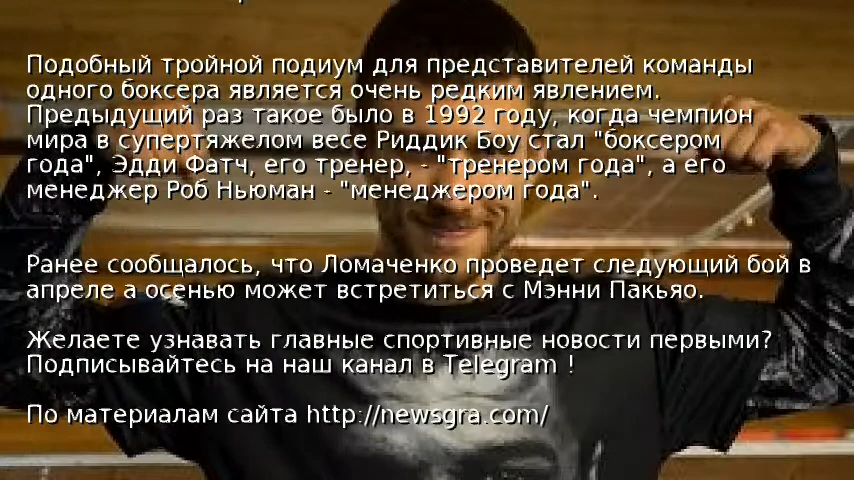 Подобный тройной подиум для представителей команды
одного боксера является очень редким явлением.
Предыдущий раз такое было в 1992 году, когда чемпион
мира в супертяжелом весе Риддик Боу стал "боксером
года", Эдди Фатч, его тренер, - "тренером года", а его
менеджер Роб Ньюман - "менеджером года".
Ранее сообщалось, что Ломаченко проведет следующий бой в
апреле а осенью может встретиться с Мэнни Пакьяо.
Желаете узнавать главные спортивные новости первыми?
Подписывайтесь на наш канал в Telegram !
По материалам сайта http://newsgra.com/